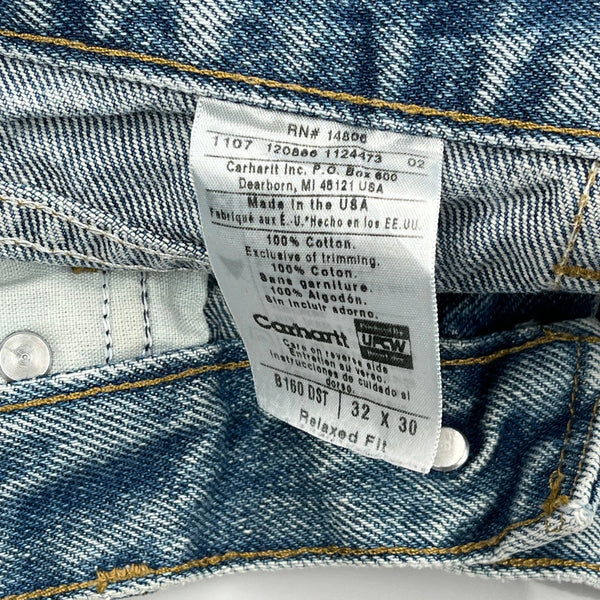 RN# 14806
1107 120866 1124473 02
Carhartt Inc. P.O. Box 600
Dearborn, MI 48121 USA
Made in the USA
Fabriqué aux E.-U.*Hecho en los EE.UU.
100% Cotton.
Exclusive of trimming.
100% Coton.
Sans garniture.
100% Algodón.
Sin incluir adorno.
Carhartt
UFCW
Care on reverse side
Entretien au verso.
Instrucciones de cuidado al
dorso.
B160 DST 32 X 30
Relaxed Fit